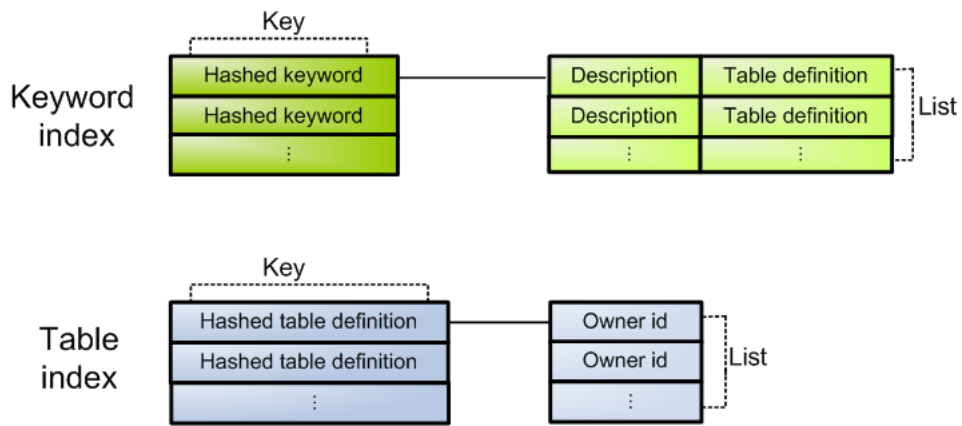 Key
Keyword
index
Hashed keyword
Hashed keyword
⋮
Description Table definition
Description Table definition
⋮ ⋮
List
Key
Table
index
Hashed table definition
Hashed table definition
⋮
Owner id
Owner id
⋮
List